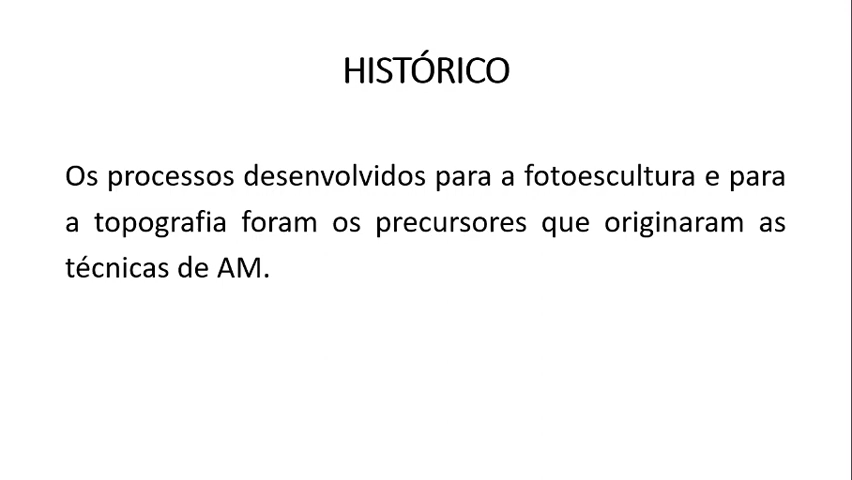 HISTÓRICO
Os processos desenvolvidos para a fotoescultura e para
a topografia foram os precursores que originaram as
técnicas de AM.